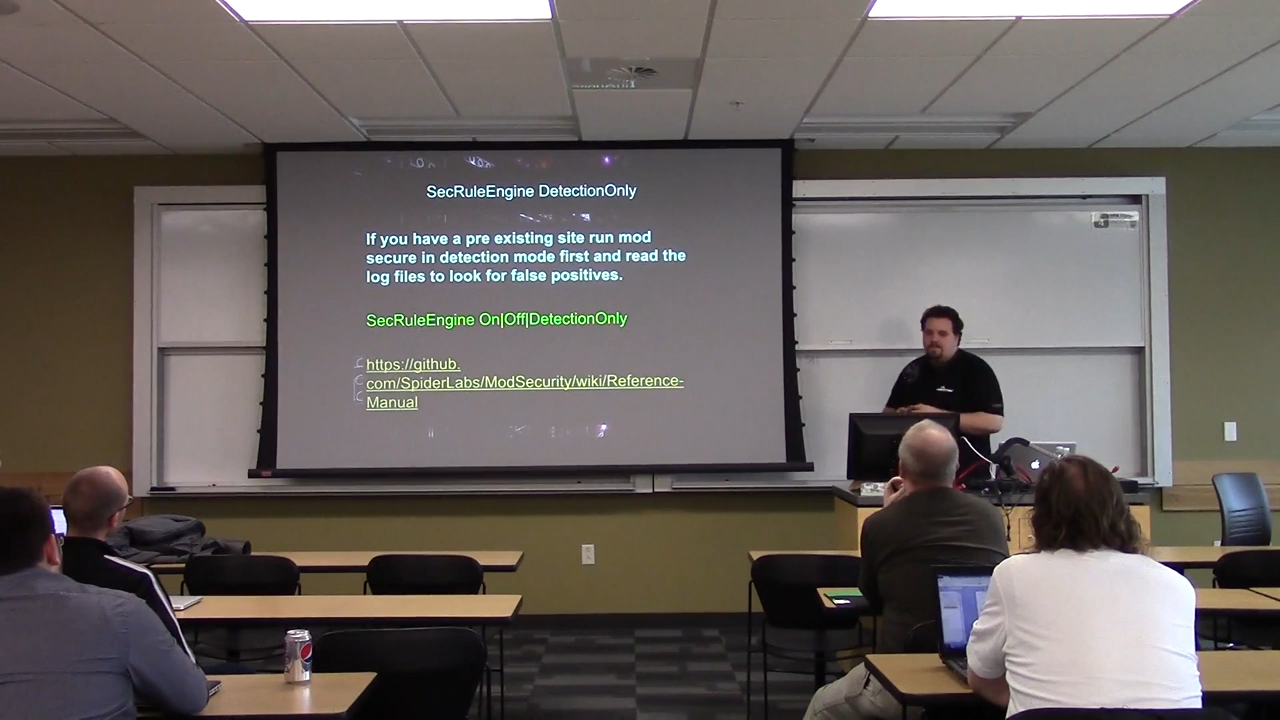 SecRuleEngine DetectionOnly
If you have a pre existing site run mod
secure in detection mode first and read the
log files to look for false positives.
SecRuleEngine On|Off|DetectionOnly
https://github.
com/SpiderLabs/ModSecurity/wiki/Reference-
Manual